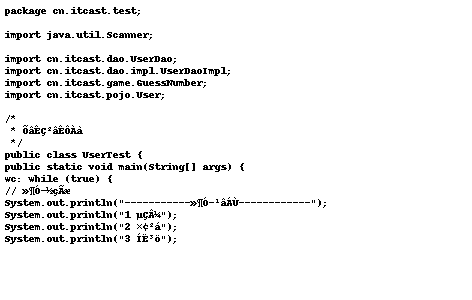 package cn.itcast.test;
import java.util.Scanner;
import cn.itcast.dao.UserDao;
import cn.itcast.dao.impl.UserDaoImpl;
import cn.itcast.game.GuessNumber;
import cn.itcast.pojo.User;
/*
* ÕâÊÇ²âÊÔÀà
*/
public class UserTest {
public static void main(String[] args) {
wc: while (true) {
// »¶Ó­½çÃæ
System.out.println("-----------»¶Ó­¹âÁÙ------------");
System.out.println("1 µÇÂ¼");
System.out.println("2 ×¢²á");
System.out.println("3 ÍË³ö");